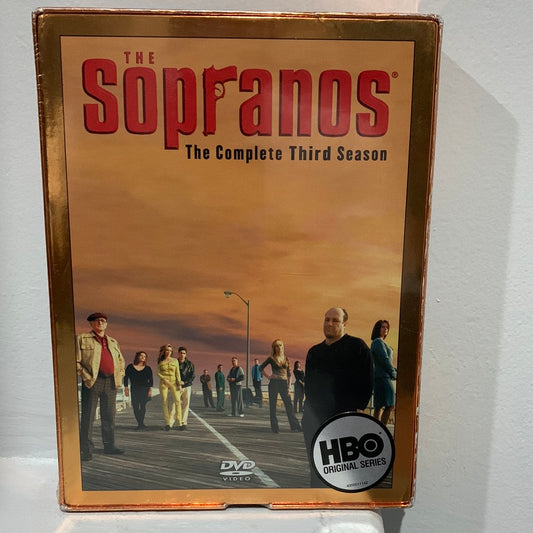 THE
SOPRANOS®
The Complete Third Season
HBO
ORIGINAL SERIES
DVD
VIDEO